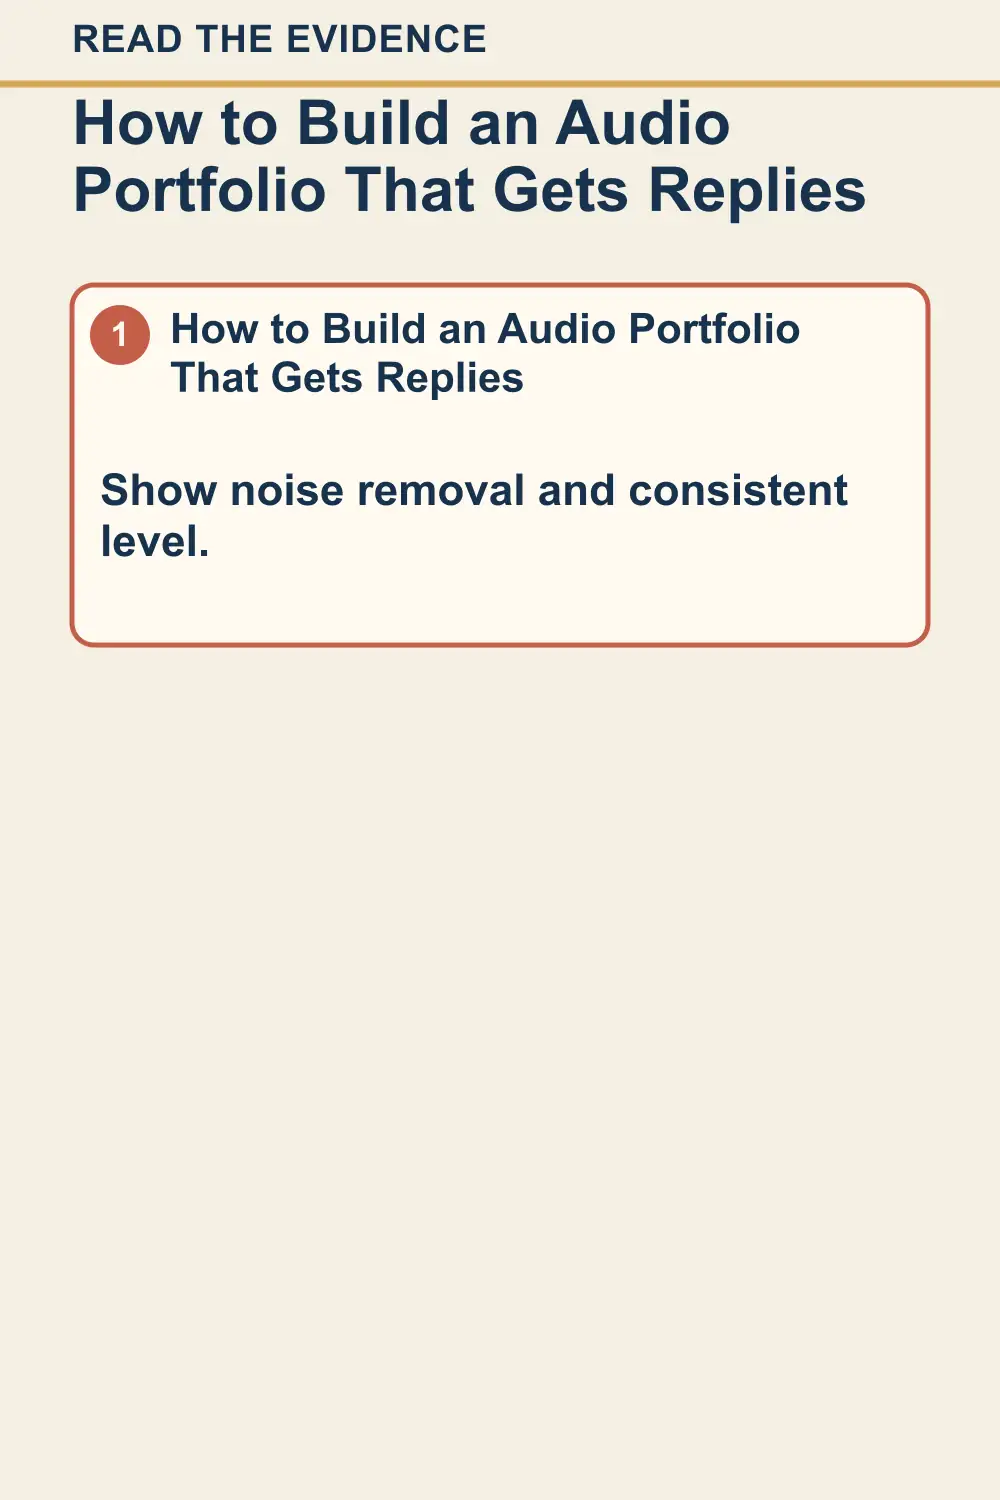 READ THE EVIDENCE
How to Build an Audio
Portfolio That Gets Replies
1
How to Build an Audio Portfolio
That Gets Replies
Show noise removal and consistent
level.